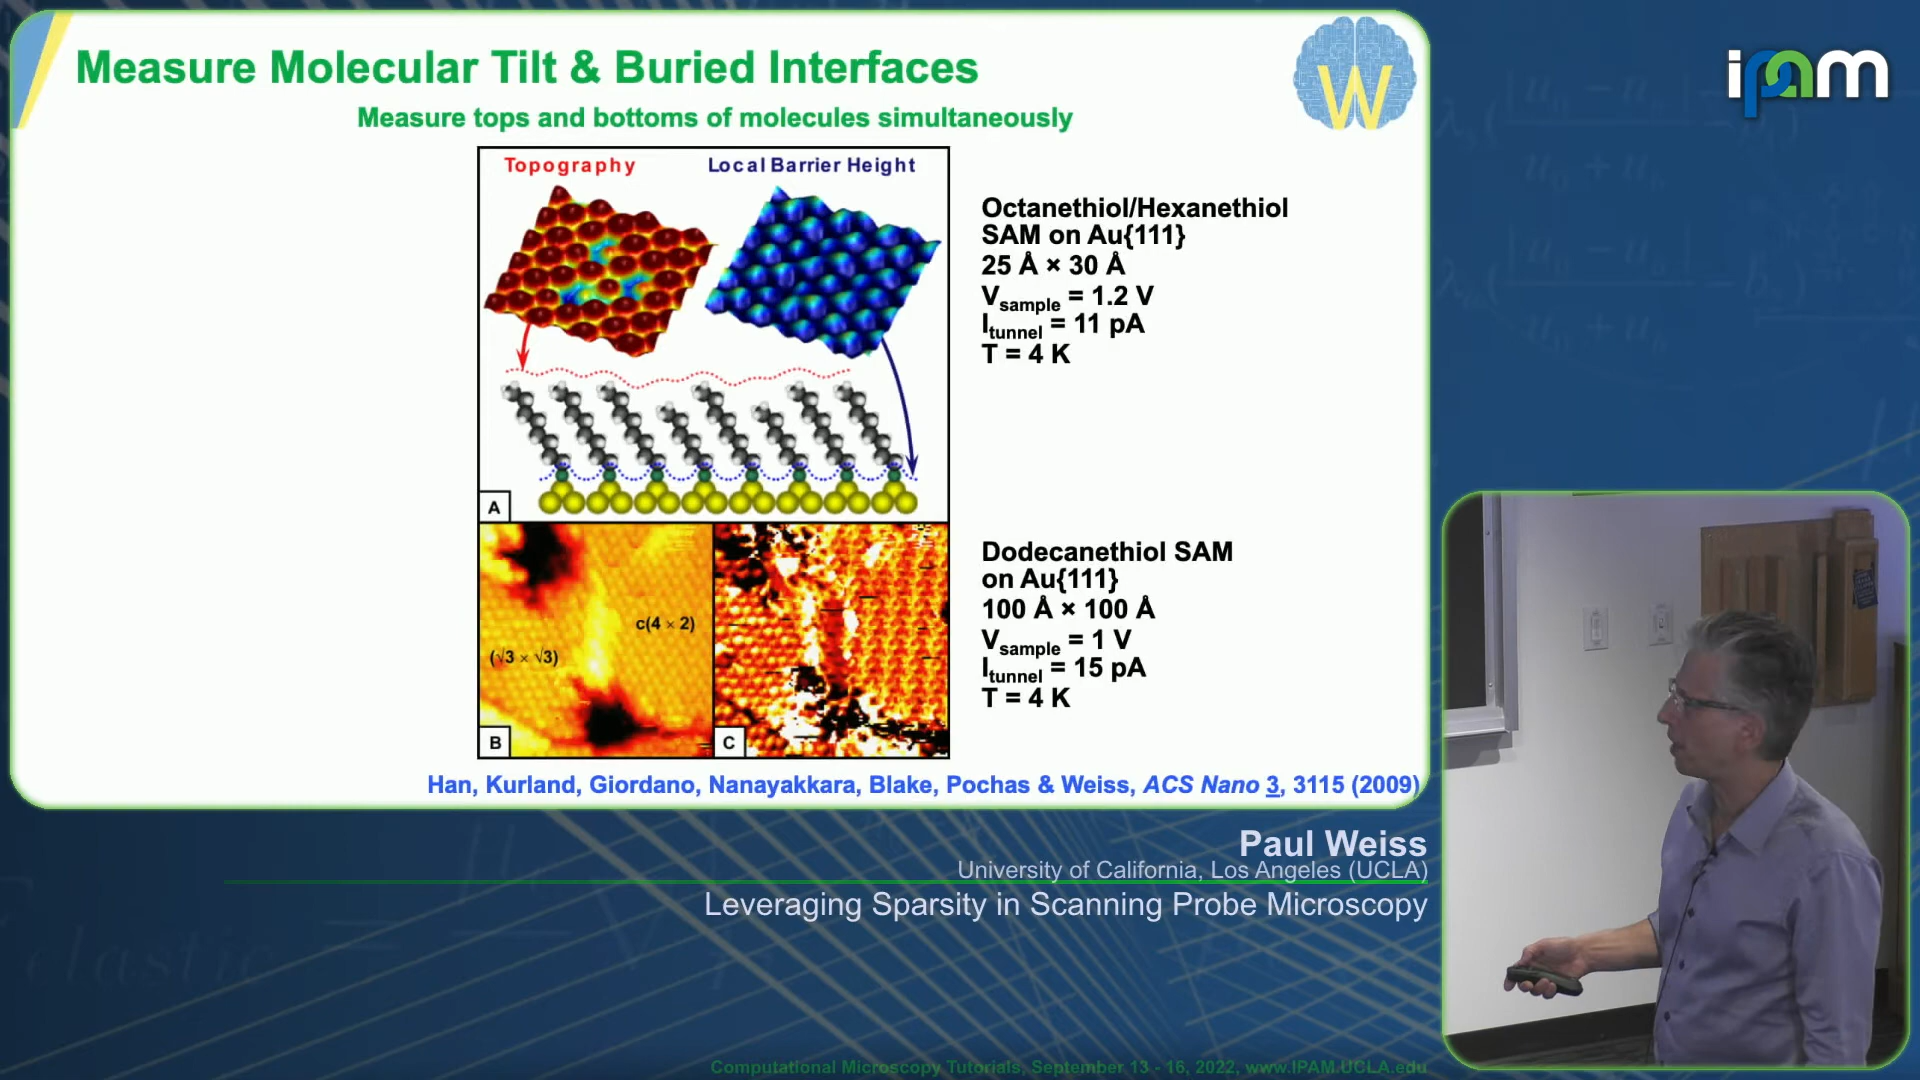 Measure Molecular Tilt & Buried Interfaces
Measure tops and bottoms of molecules simultaneously
W
ipam
Topography
Local Barrier Height
Octanethiol/Hexanethiol
SAM on Au{111}
25 Å × 30 Å
Vsample = 1.2 V
Itunnel = 11 pA
T = 4 K
A
c(4 × 2)
(√3 × √3)
B
C
Dodecanethiol SAM
on Au{111}
100 Å × 100 Å
Vsample = 1 V
Itunnel = 15 pA
T = 4 K
Han, Kurland, Giordano, Nanayakkara, Blake, Pochas & Weiss, ACS Nano 3, 3115 (2009)
Paul Weiss
University of California, Los Angeles (UCLA)
Leveraging Sparsity in Scanning Probe Microscopy
Computational Microscopy Tutorials, September 13 - 16, 2022, www.IPAM.UCLA.edu